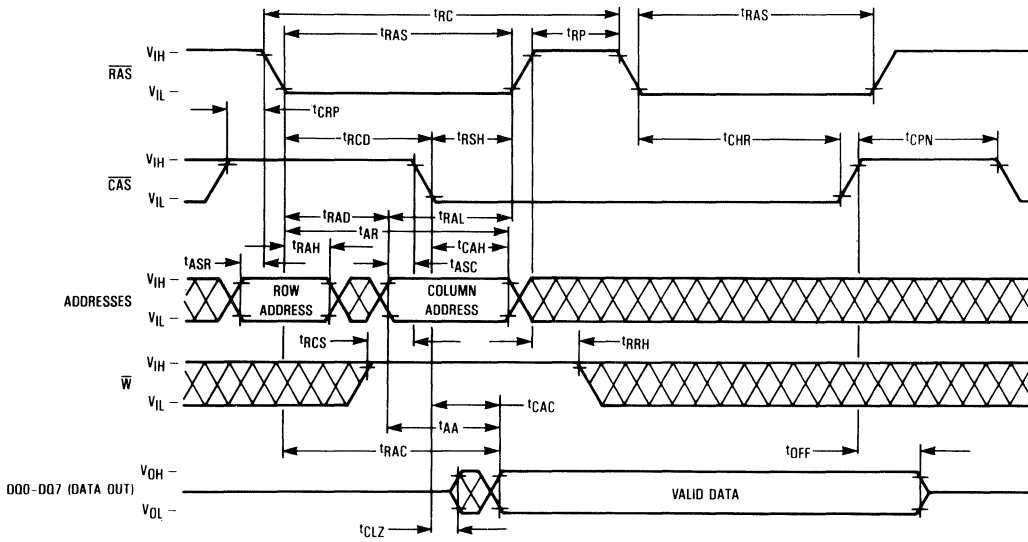 tRC
tRAS
tRAS
tRP
VIH
RAS
VIL
tCRP
tRCD
tRSH
tCHR
tCPN
VIH
CAS
VIL
tRAD
tRAL
tAR
tRAH
tCAH
tASR
tASC
VIH
ADDRESSES
ROW ADDRESS
COLUMN ADDRESS
VIL
tRCS
tRRH
VIH
W
VIL
tCAC
tAA
tRAC
tOFF
VOH
DQ0-DQ7 (DATA OUT)
VALID DATA
VOL
tCLZ